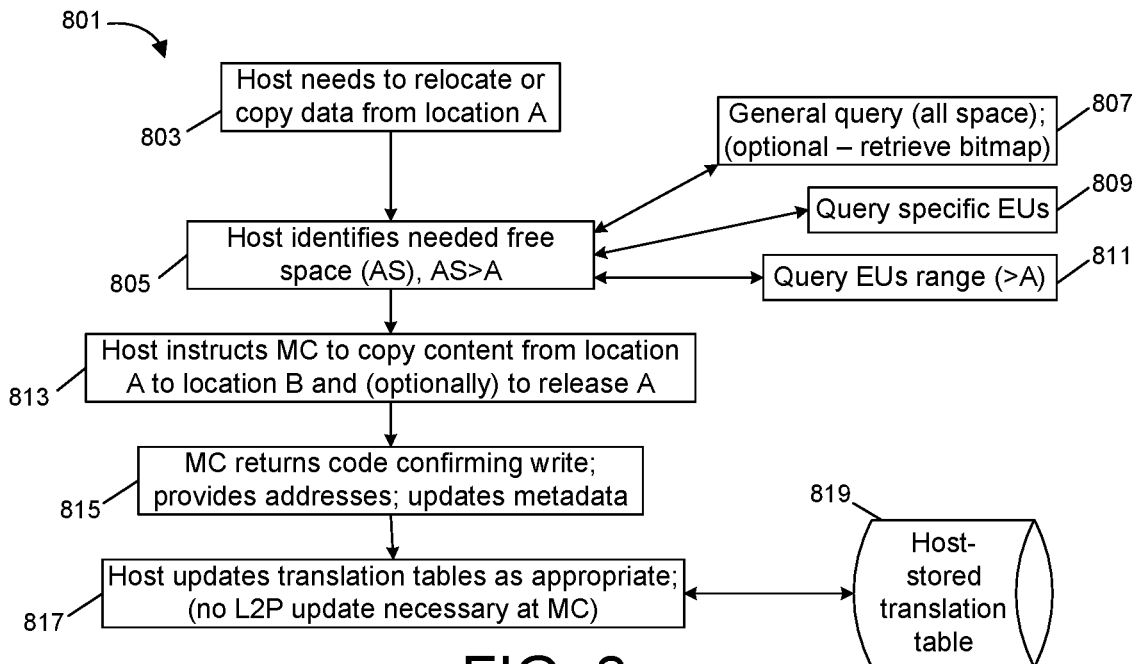 801
Host needs to relocate or
copy data from location A
803
General query (all space);
(optional – retrieve bitmap)
807
Query specific EUs
809
Host identifies needed free
space (AS), AS>A
805
Query EUs range (>A)
811
Host instructs MC to copy content from location
A to location B and (optionally) to release A
813
MC returns code confirming write;
provides addresses; updates metadata
815
819
Host-
stored
translation
table
Host updates translation tables as appropriate;
(no L2P update necessary at MC)
817